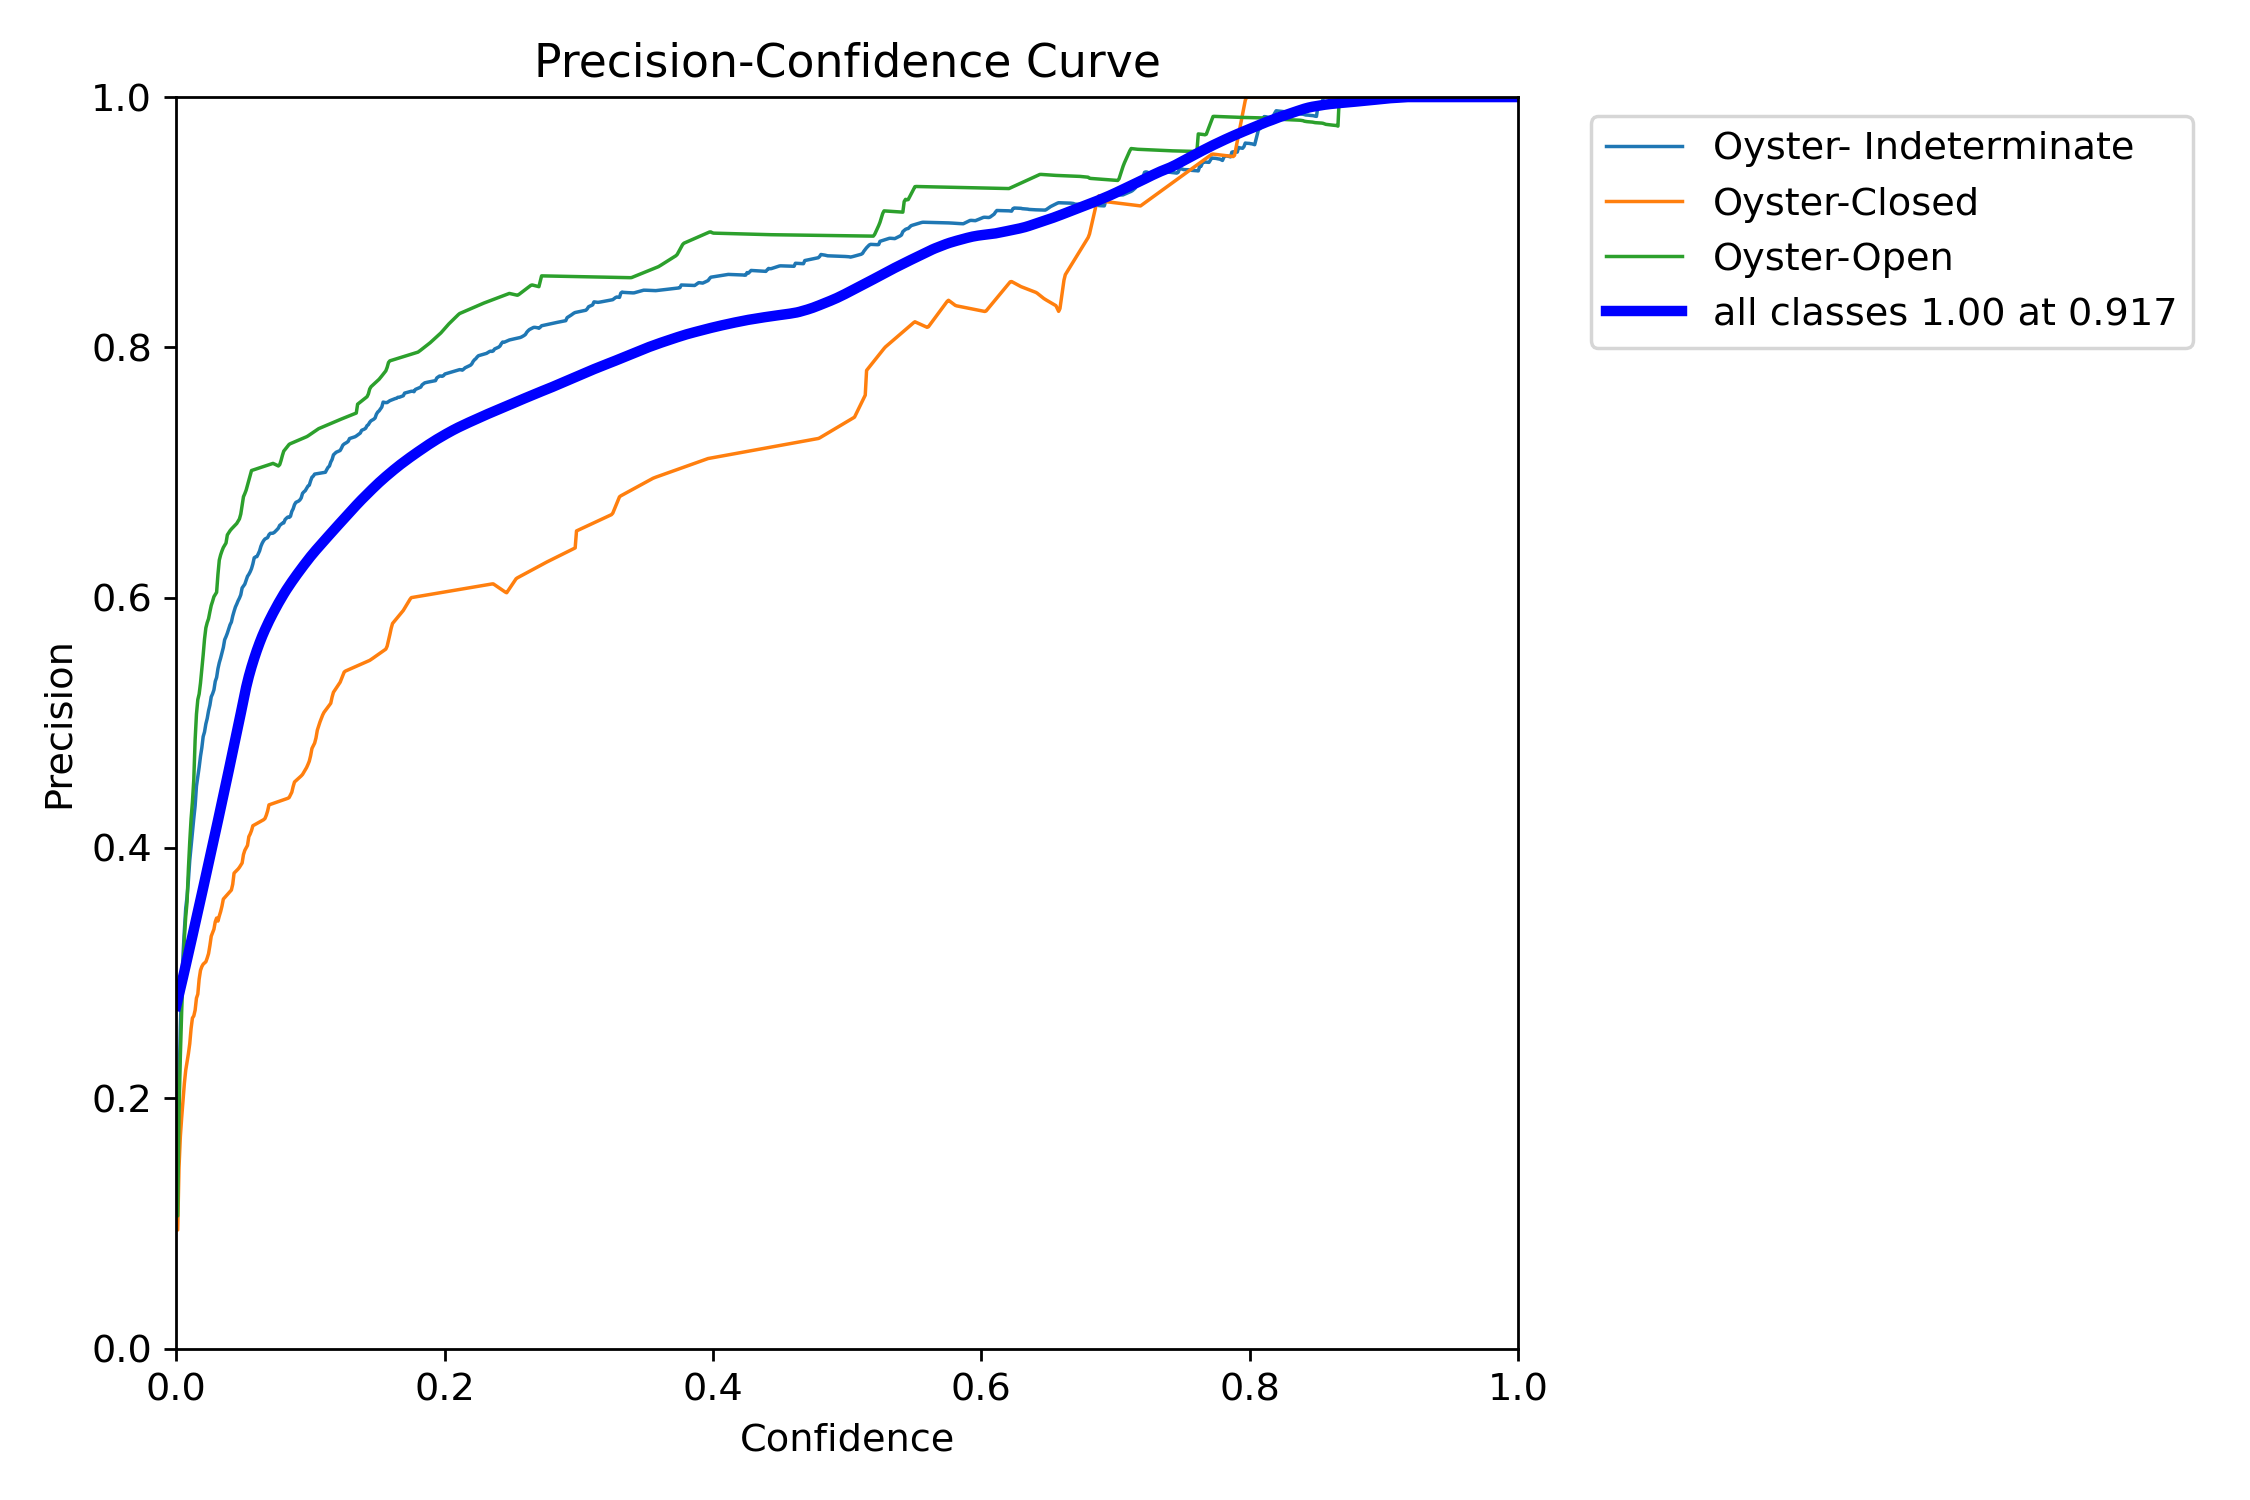 Precision-Confidence Curve
1.0
0.8
0.6
0.4
0.2
0.0
Precision
0.0 0.2 0.4 0.6 0.8 1.0
Confidence
Oyster- Indeterminate
Oyster-Closed
Oyster-Open
all classes 1.00 at 0.917